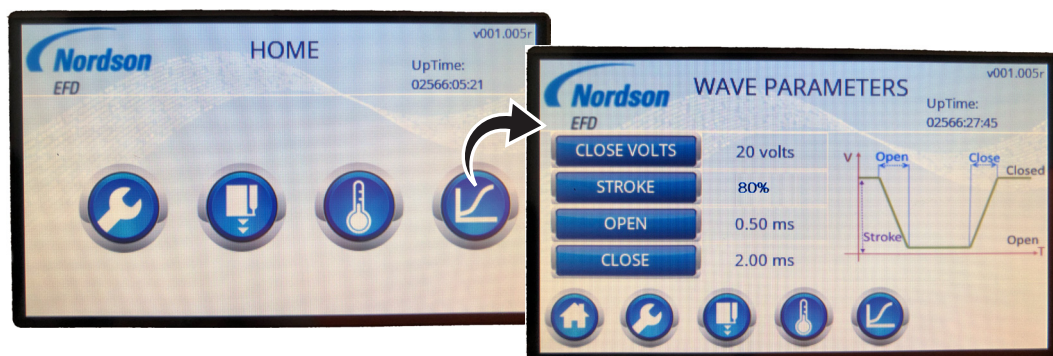 Nordson
EFD
HOME
v001.005r
UpTime:
02566:05:21
Nordson
EFD
WAVE PARAMETERS
v001.005r
UpTime:
02566:27:45
CLOSE VOLTS 20 volts
STROKE 80%
OPEN 0.50 ms
CLOSE 2.00 ms
V Open Close
Closed
Stroke
Open
T